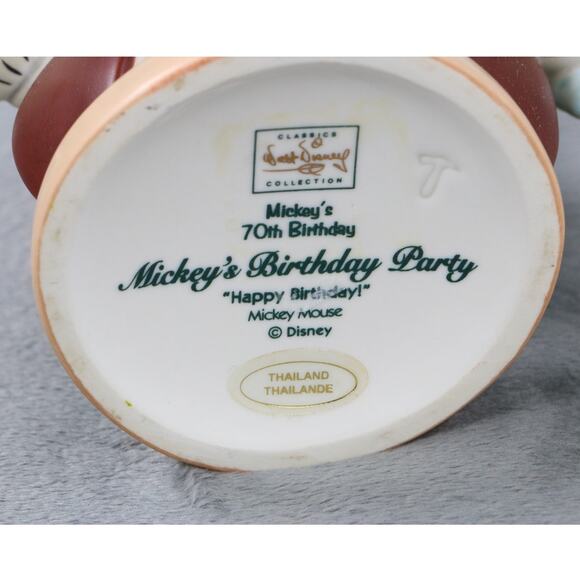 CLASSICS
Walt Disney
COLLECTION
Mickey's
70th Birthday
Mickey's Birthday Party
"Happy Birthday!"
Mickey Mouse
© Disney
THAILAND
THAILANDE